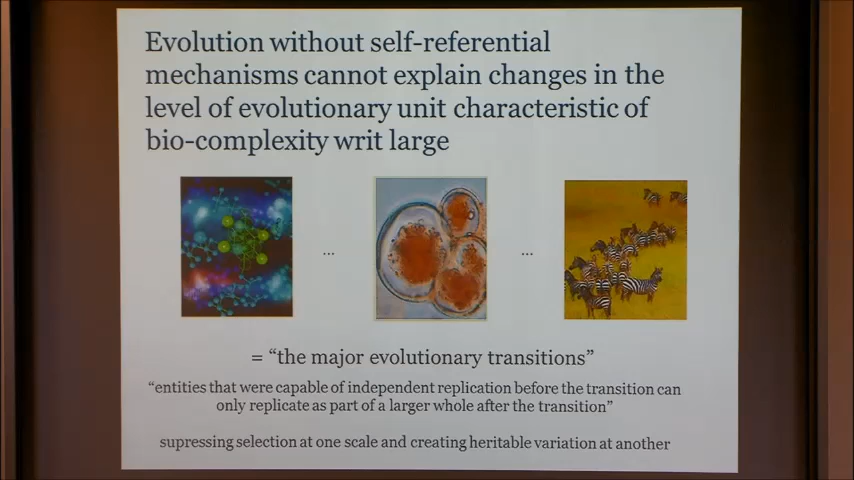 Evolution without self-referential
mechanisms cannot explain changes in the
level of evolutionary unit characteristic of
bio-complexity writ large
... ...
= “the major evolutionary transitions”
“entities that were capable of independent replication before the transition can
only replicate as part of a larger whole after the transition”
supressing selection at one scale and creating heritable variation at another